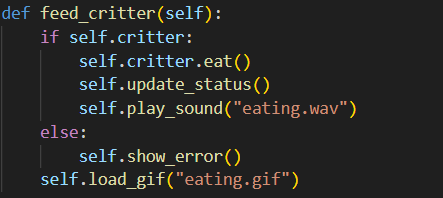 def feed_critter(self):
    if self.critter:
        self.critter.eat()
        self.update_status()
        self.play_sound("eating.wav")
    else:
        self.show_error()
    self.load_gif("eating.gif")